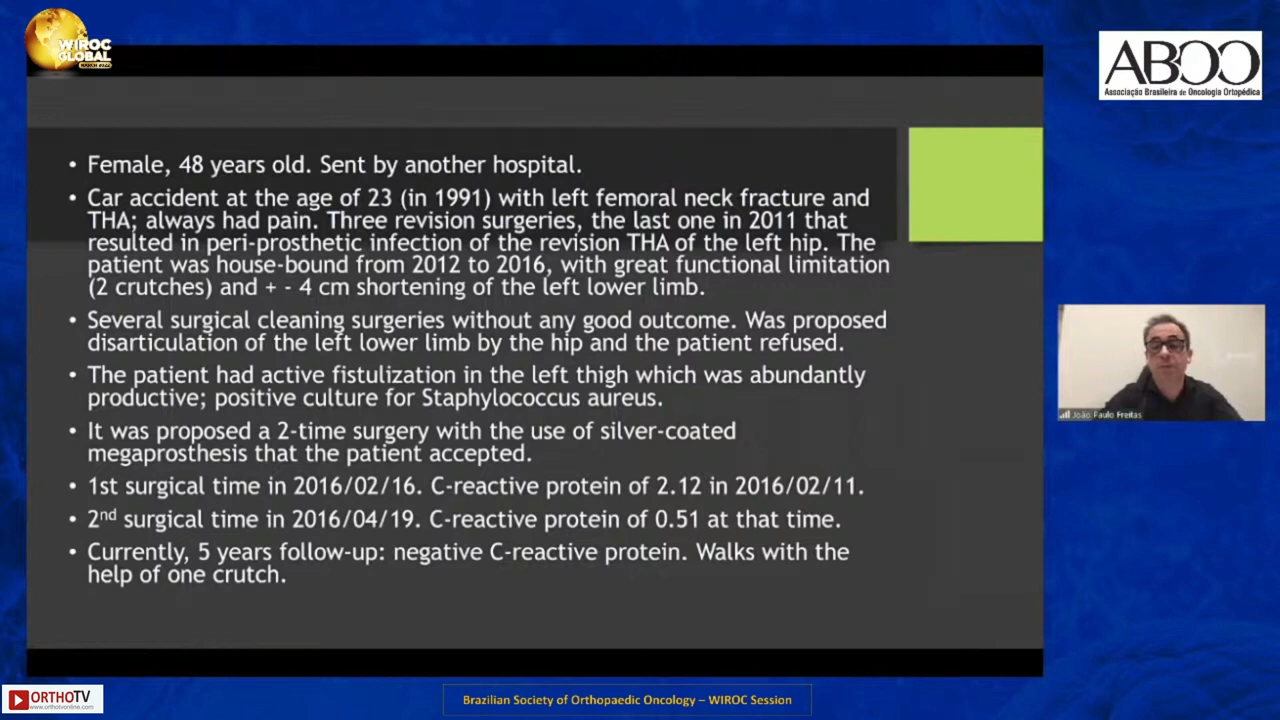 WIROC
GLOBAL
MARCH 2022
ABOO
Associação Brasileira de Oncologia Ortopédica
• Female, 48 years old. Sent by another hospital.
• Car accident at the age of 23 (in 1991) with left femoral neck fracture and
THA; always had pain. Three revision surgeries, the last one in 2011 that
resulted in peri-prosthetic infection of the revision THA of the left hip. The
patient was house-bound from 2012 to 2016, with great functional limitation
(2 crutches) and + - 4 cm shortening of the left lower limb.
• Several surgical cleaning surgeries without any good outcome. Was proposed
disarticulation of the left lower limb by the hip and the patient refused.
• The patient had active fistulization in the left thigh which was abundantly
productive; positive culture for Staphylococcus aureus.
• It was proposed a 2-time surgery with the use of silver-coated
megaprosthesis that the patient accepted.
• 1st surgical time in 2016/02/16. C-reactive protein of 2.12 in 2016/02/11.
• 2nd surgical time in 2016/04/19. C-reactive protein of 0.51 at that time.
• Currently, 5 years follow-up: negative C-reactive protein. Walks with the
help of one crutch.
João Paulo Freitas
ORTHOTV
www.orthotvonline.com
Brazilian Society of Orthopaedic Oncology – WIROC Session